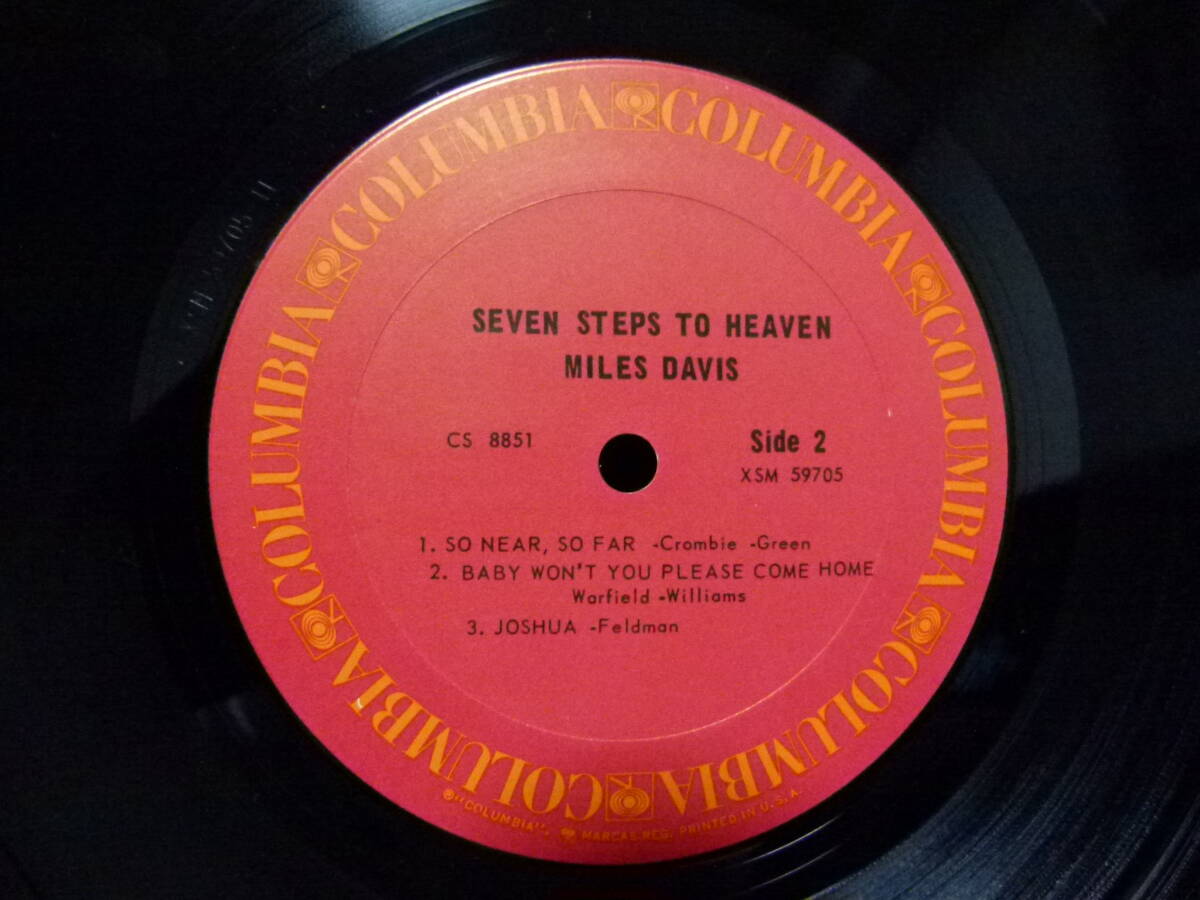 COLUMBIA COLUMBIA COLUMBIA COLUMBIA COLUMBIA COLUMBIA
SEVEN STEPS TO HEAVEN
MILES DAVIS
CS 8851
Side 2
XSM 59705
1. SO NEAR, SO FAR -Crombie -Green
2. BABY WON'T YOU PLEASE COME HOME
Warfield -Williams
3. JOSHUA -Feldman
®"COLUMBIA", MARCAS REG. PRINTED IN U.S.A.